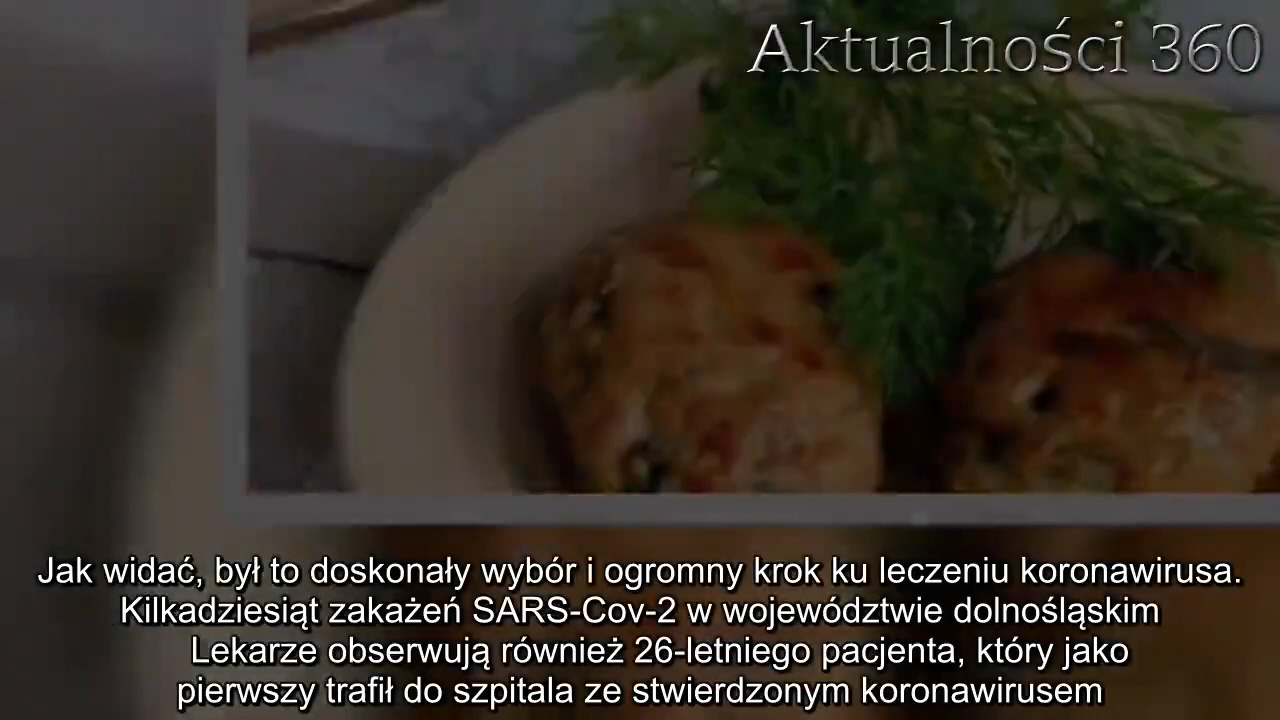 Aktualności 360
Jak widać, był to doskonały wybór i ogromny krok ku leczeniu koronawirusa.
Kilkadziesiąt zakażeń SARS-Cov-2 w województwie dolnośląskim
Lekarze obserwują również 26-letniego pacjenta, który jako
pierwszy trafił do szpitala ze stwierdzonym koronawirusem